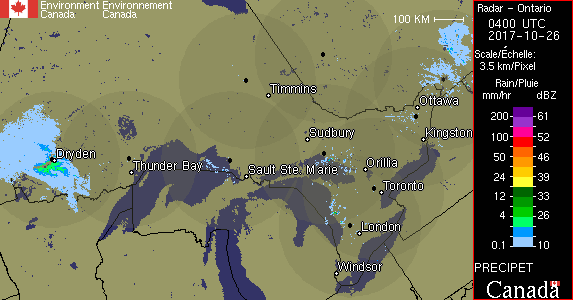 Environment Environnement
Canada Canada
100 KM
Timmins
Ottawa
Sudbury
Kingston
Dryden
Thunder Bay
Sault Ste. Marie
Orillia
Toronto
London
Windsor
Radar – Ontario
0400 UTC
2017-10-26
Scale/Échelle:
3.5 km/Pixel
Rain/Pluie
mm/hr dBZ
200 61
100 52
50 46
24 39
12 33
4 26
0.1 10
PRECIPET
Canada